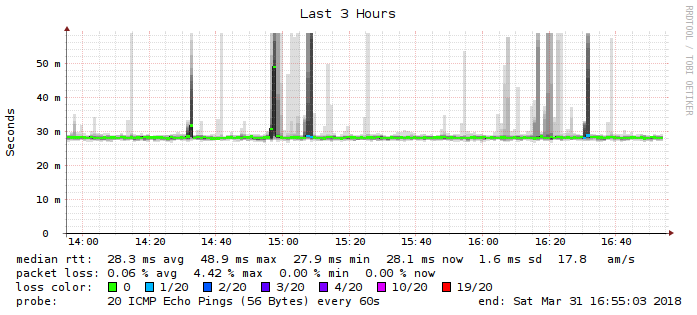 Last 3 Hours
RRDTOOL / TOBI OETIKER
Seconds
50 m
40 m
30 m
20 m
10 m
0
14:00 14:20 14:40 15:00 15:20 15:40 16:00 16:20 16:40
median rtt: 28.3 ms avg 48.9 ms max 27.9 ms min 28.1 ms now 1.6 ms sd 17.8 am/s
packet loss: 0.06 % avg 4.42 % max 0.00 % min 0.00 % now
loss color: 0 1/20 2/20 3/20 4/20 10/20 19/20
probe: 20 ICMP Echo Pings (56 Bytes) every 60s end: Sat Mar 31 16:55:03 2018